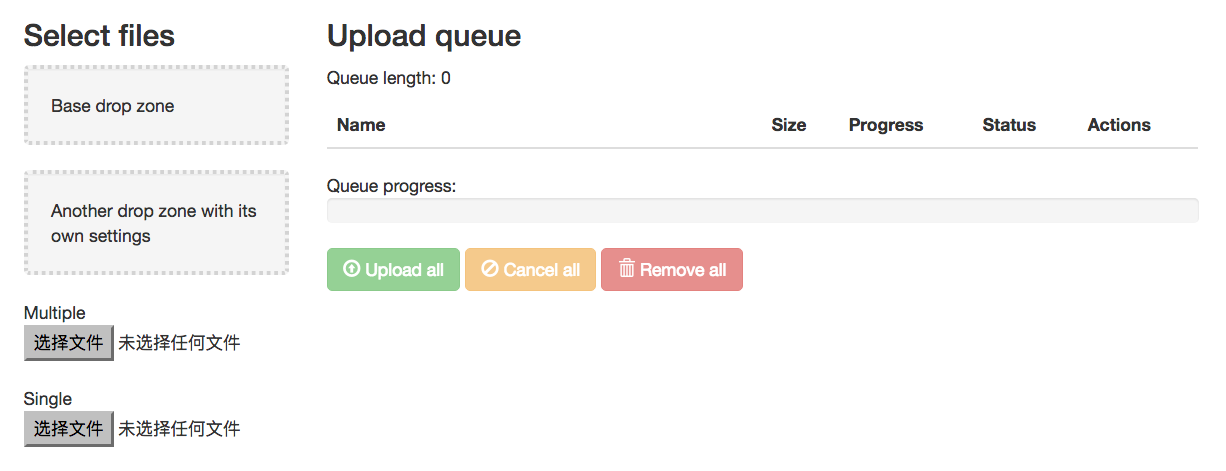 Select files
Base drop zone
Another drop zone with its
own settings
Multiple
选择文件 未选择任何文件
Single
选择文件 未选择任何文件
Upload queue
Queue length: 0
Name Size Progress Status Actions
Queue progress:
Upload all Cancel all Remove all